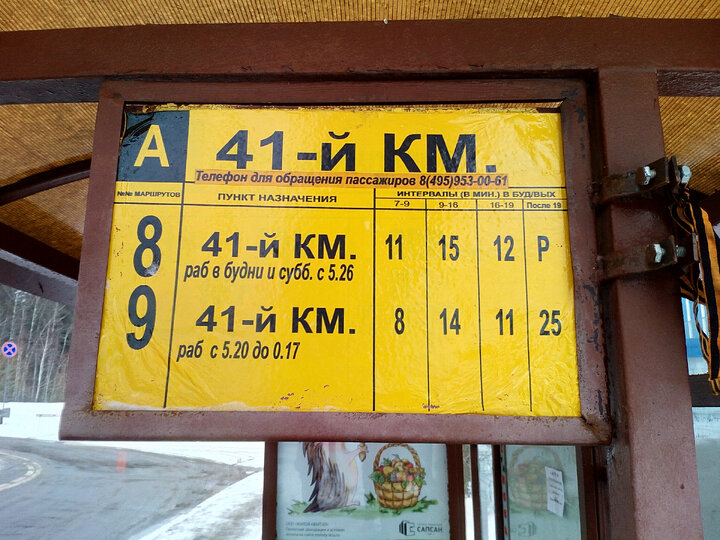 А
41-й КМ.
Телефон для обращения пассажиров 8(495)953-00-61
№№ МАРШРУТОВ
ПУНКТ НАЗНАЧЕНИЯ
ИНТЕРВАЛЫ (В МИН.) В БУД/ВЫХ
7-9 9-16 16-19 После 19
8 41-й КМ. 11 15 12 Р
раб в будни и субб. с 5.26
9 41-й КМ. 8 14 11 25
раб с 5.20 до 0.17
САПСАН